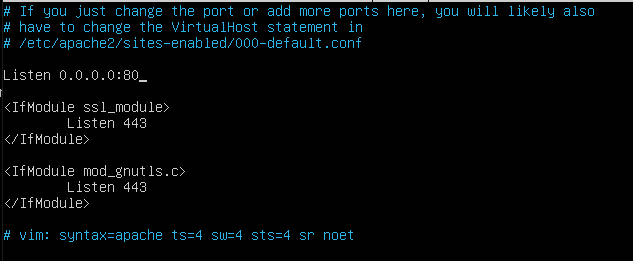 # If you just change the port or add more ports here, you will likely also
# have to change the VirtualHost statement in
# /etc/apache2/sites-enabled/000-default.conf
Listen 0.0.0.0:80_
<IfModule ssl_module>
Listen 443
</IfModule>
<IfModule mod_gnutls.c>
Listen 443
</IfModule>
# vim: syntax=apache ts=4 sw=4 sts=4 sr noet